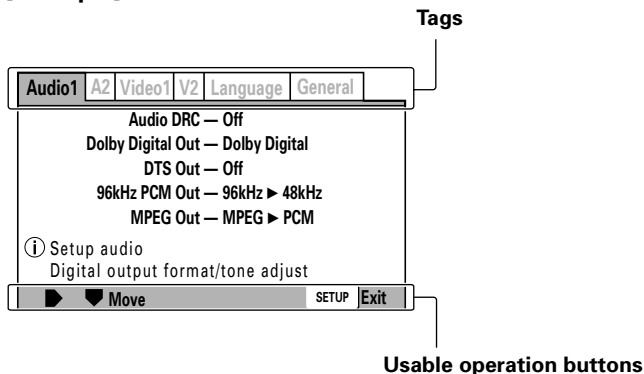 Tags
Audio1 A2 Video1 V2 Language General
Audio DRC — Off
Dolby Digital Out — Dolby Digital
DTS Out — Off
96kHz PCM Out — 96kHz ► 48kHz
MPEG Out — MPEG ► PCM
i Setup audio
Digital output format/tone adjust
Move SETUP Exit
Usable operation buttons